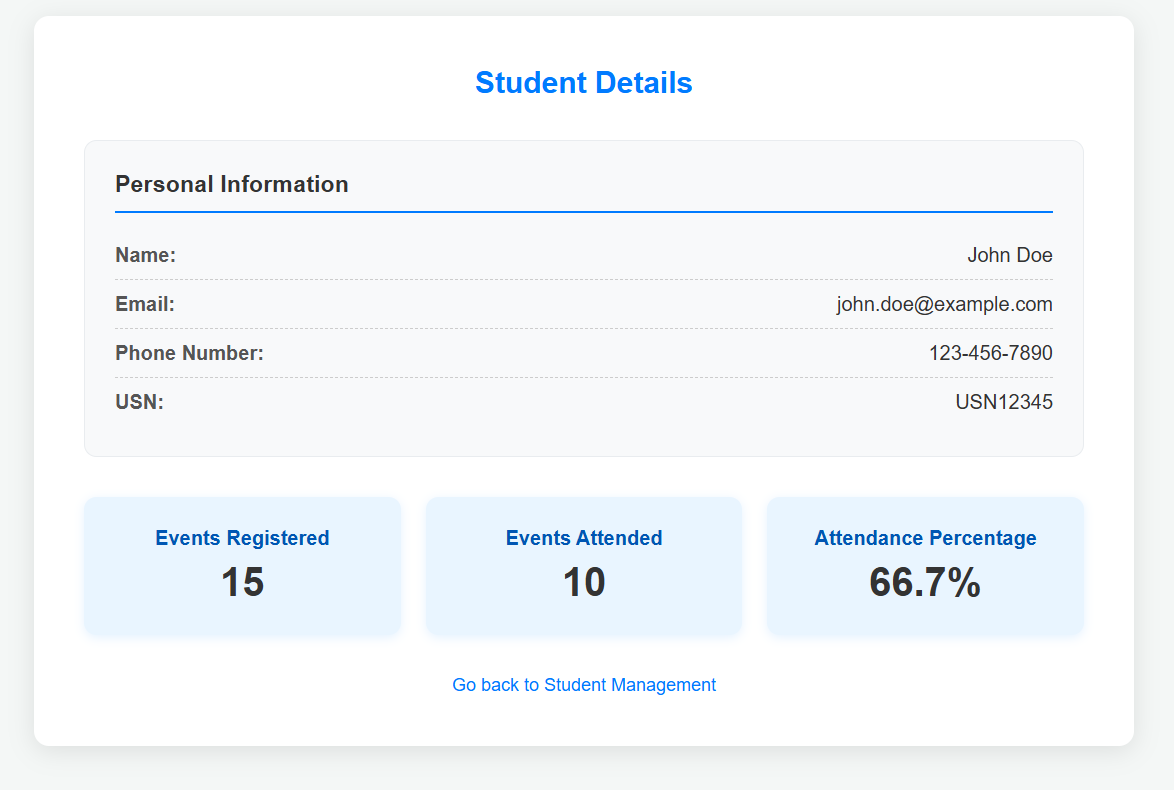 Student Details
Personal Information
Name: John Doe
Email: john.doe@example.com
Phone Number: 123-456-7890
USN: USN12345
Events Registered
15
Events Attended
10
Attendance Percentage
66.7%
Go back to Student Management